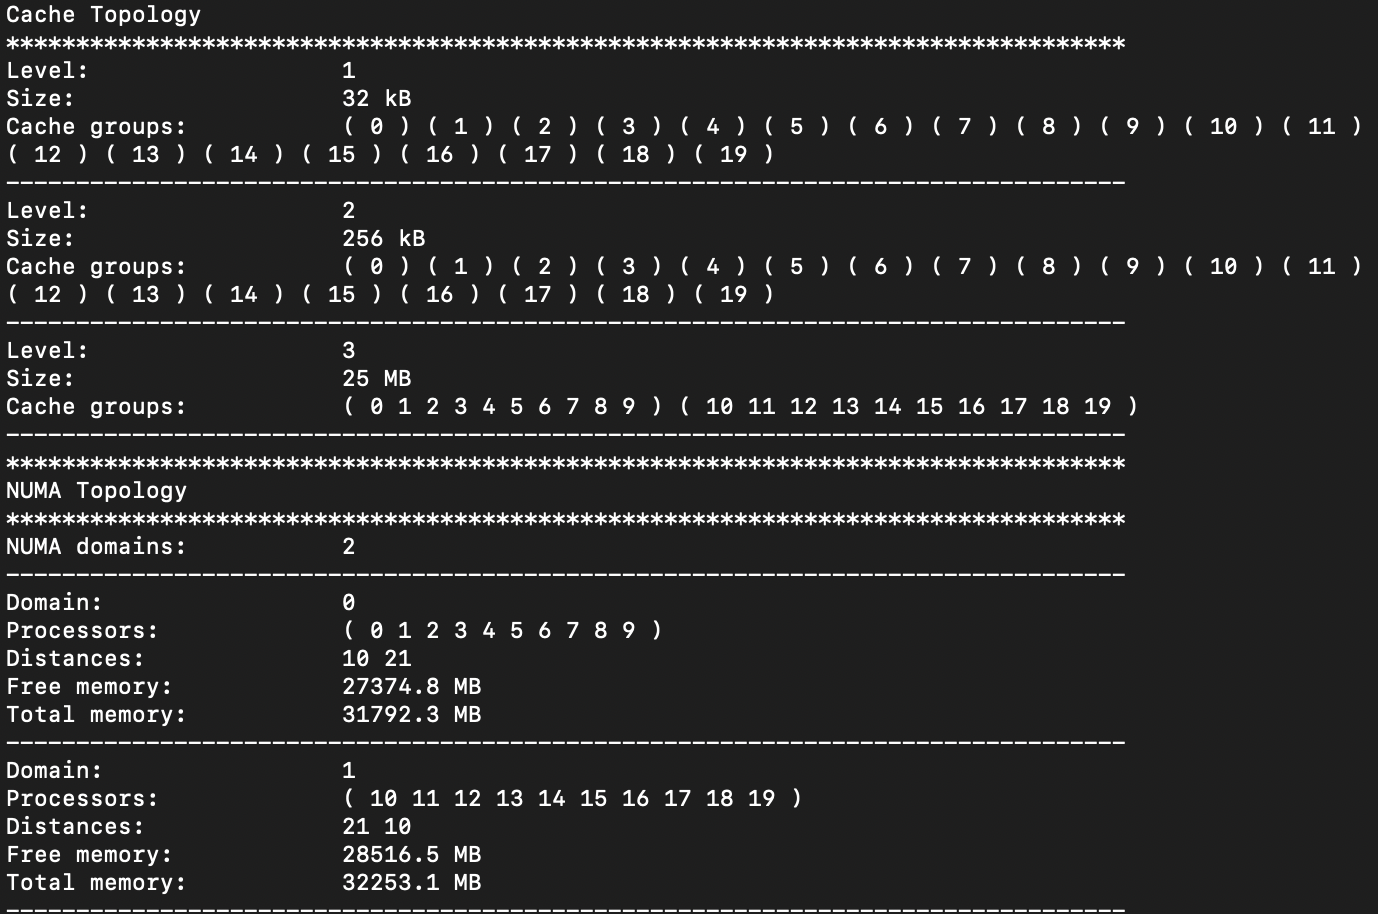 Cache Topology
********************************************************************************
Level:                  1
Size:                   32 kB
Cache groups:           ( 0 ) ( 1 ) ( 2 ) ( 3 ) ( 4 ) ( 5 ) ( 6 ) ( 7 ) ( 8 ) ( 9 ) ( 10 ) ( 11 )
( 12 ) ( 13 ) ( 14 ) ( 15 ) ( 16 ) ( 17 ) ( 18 ) ( 19 )
--------------------------------------------------------------------------------
Level:                  2
Size:                   256 kB
Cache groups:           ( 0 ) ( 1 ) ( 2 ) ( 3 ) ( 4 ) ( 5 ) ( 6 ) ( 7 ) ( 8 ) ( 9 ) ( 10 ) ( 11 )
( 12 ) ( 13 ) ( 14 ) ( 15 ) ( 16 ) ( 17 ) ( 18 ) ( 19 )
--------------------------------------------------------------------------------
Level:                  3
Size:                   25 MB
Cache groups:           ( 0 1 2 3 4 5 6 7 8 9 ) ( 10 11 12 13 14 15 16 17 18 19 )
--------------------------------------------------------------------------------
********************************************************************************
NUMA Topology
********************************************************************************
NUMA domains:           2
--------------------------------------------------------------------------------
Domain:                 0
Processors:             ( 0 1 2 3 4 5 6 7 8 9 )
Distances:              10 21
Free memory:            27374.8 MB
Total memory:           31792.3 MB
--------------------------------------------------------------------------------
Domain:                 1
Processors:             ( 10 11 12 13 14 15 16 17 18 19 )
Distances:              21 10
Free memory:            28516.5 MB
Total memory:           32253.1 MB
--------------------------------------------------------------------------------